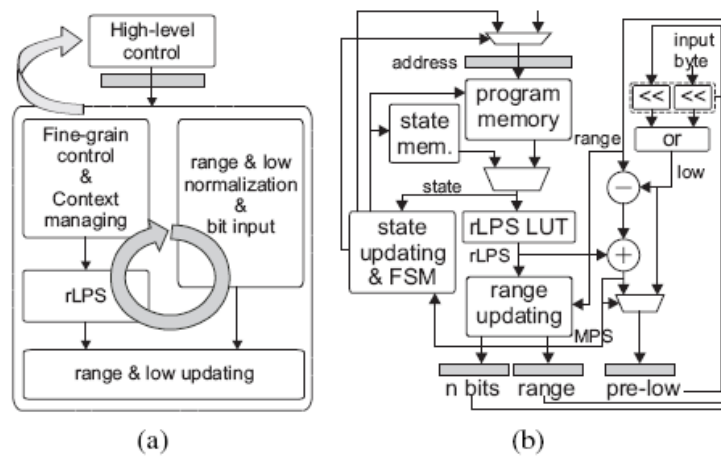 High-level
control
Fine-grain
control
&
Context
managing
range & low
normalization
&
bit input
rLPS
range & low updating
(a)
address
program
memory
state
mem.
state
state
updating
& FSM
rLPS LUT
rLPS
range
updating
MPS
n bits
range
pre-low
input
byte
<<
<<
or
range
low
−
+
(b)